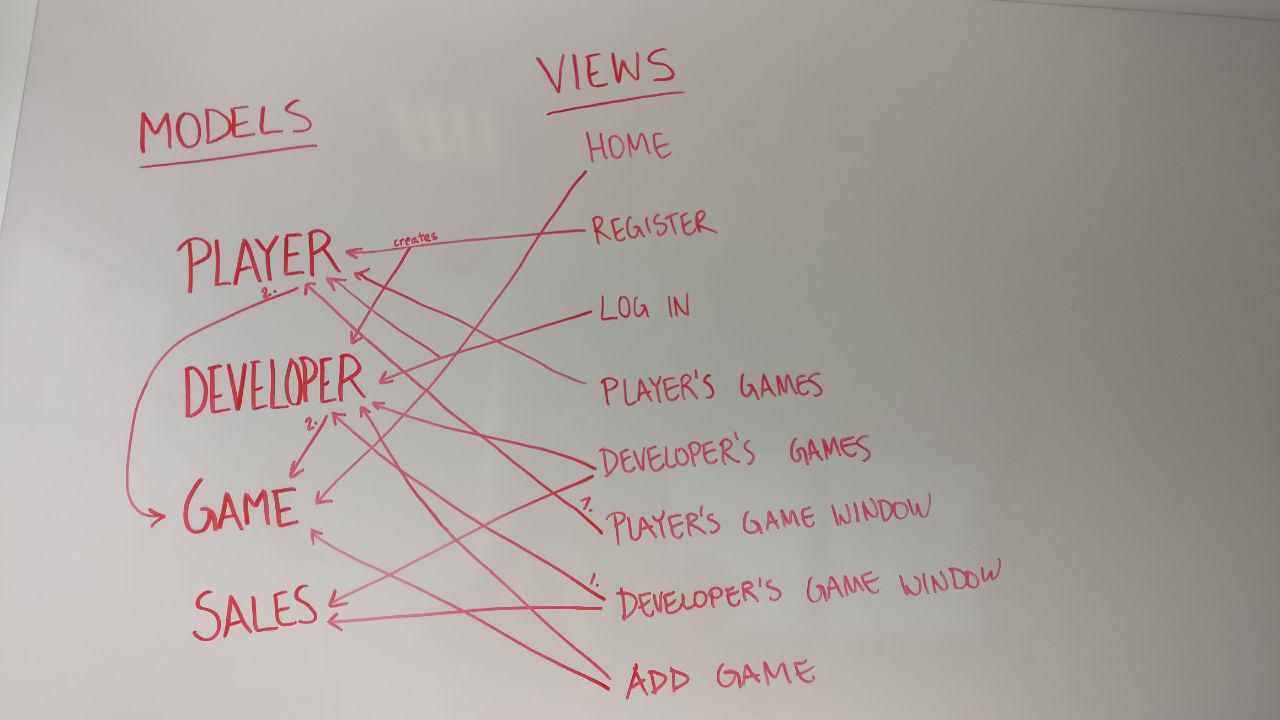 MODELS
VIEWS
HOME
REGISTER
creates
PLAYER
2.
LOG IN
DEVELOPER
PLAYER'S GAMES
2.
DEVELOPER'S GAMES
GAME
1.
PLAYER'S GAME WINDOW
1.
DEVELOPER'S GAME WINDOW
SALES
ADD GAME